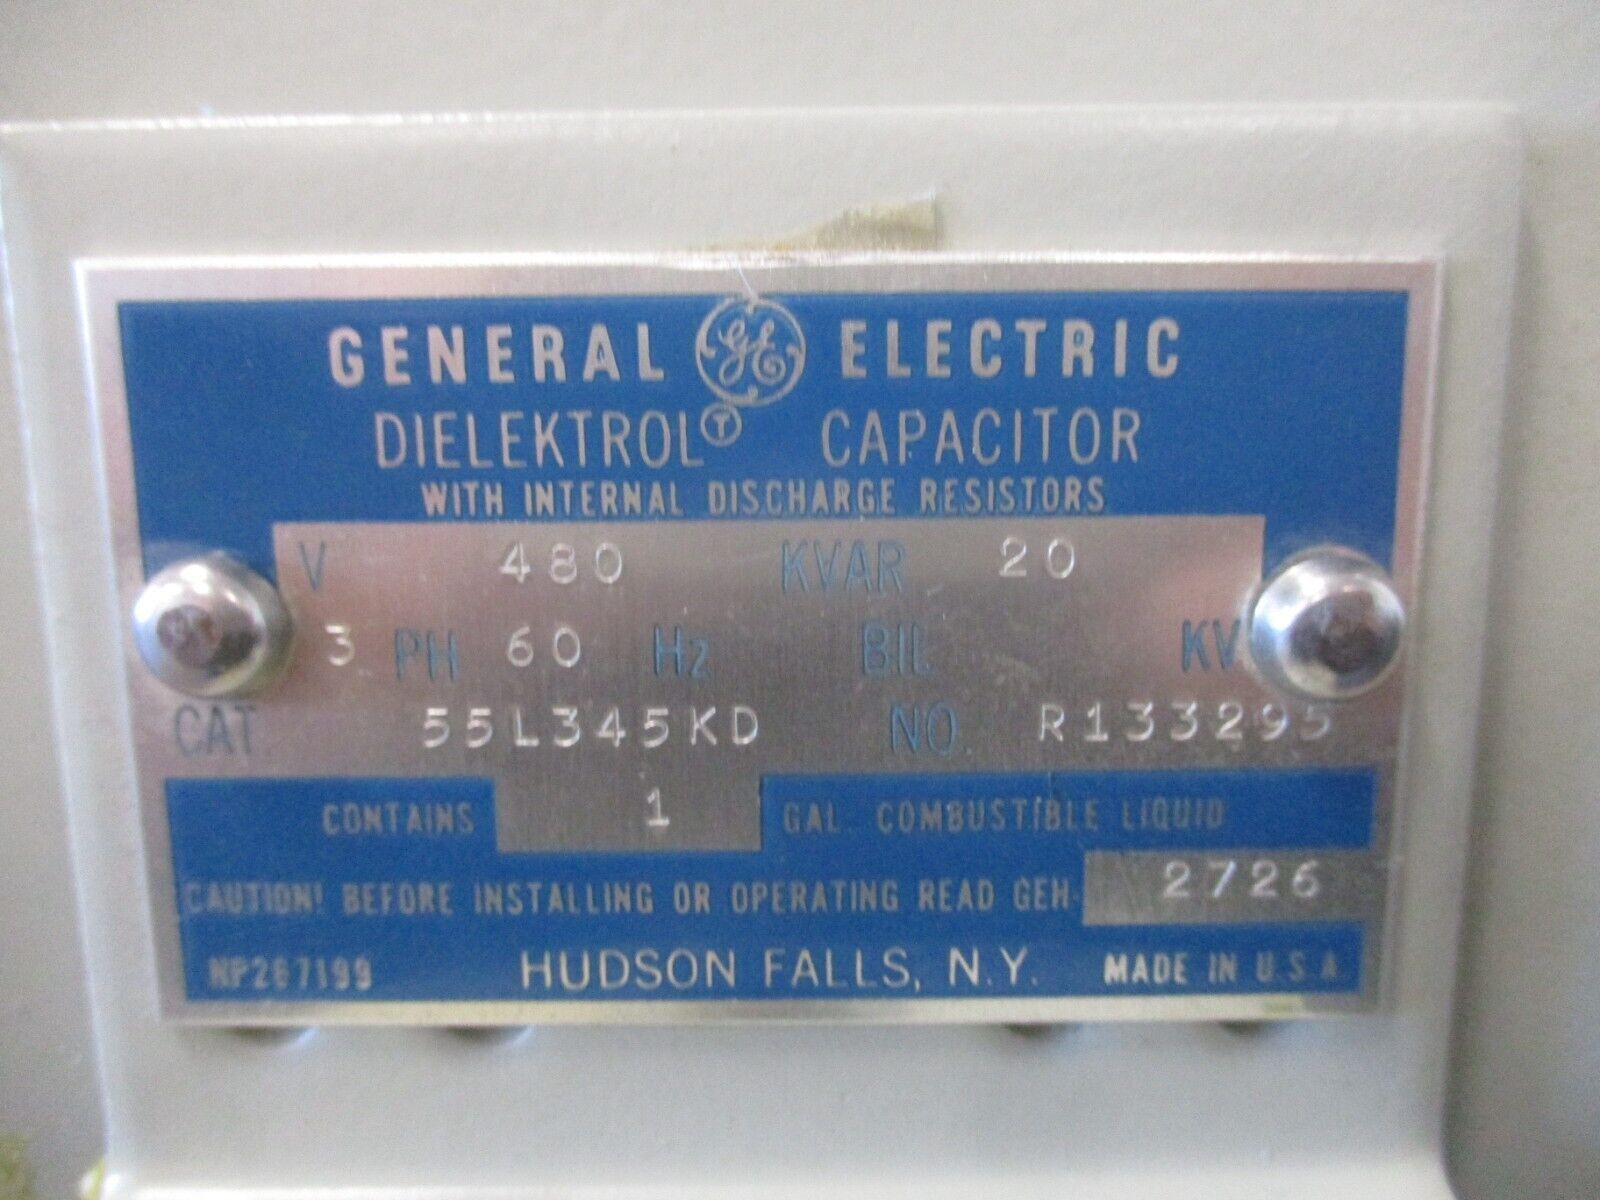 GENERAL GE ELECTRIC
DIELEKTROL Ⓣ CAPACITOR
WITH INTERNAL DISCHARGE RESISTORS
V 480 KVAR 20
3 PH 60 Hz BIL KV
CAT 55L345KD NO. R133295
CONTAINS 1 GAL. COMBUSTIBLE LIQUID
CAUTION! BEFORE INSTALLING OR OPERATING READ GEH- 2726
NP267199 HUDSON FALLS, N.Y. MADE IN U.S.A